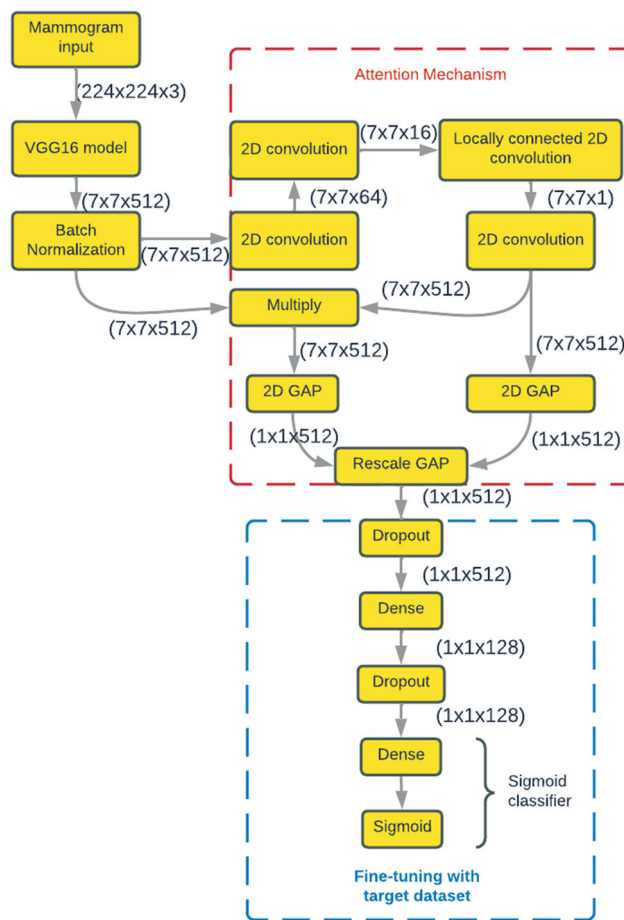 Mammogram
input
(224x224x3)
VGG16 model
(7x7x512)
Batch
Normalization
(7x7x512)
(7x7x512)
Attention Mechanism
2D convolution
(7x7x16)
Locally connected 2D
convolution
(7x7x64)
(7x7x1)
2D convolution
2D convolution
Multiply
(7x7x512)
(7x7x512)
(7x7x512)
2D GAP
2D GAP
(1x1x512)
(1x1x512)
Rescale GAP
(1x1x512)
Dropout
(1x1x512)
Dense
(1x1x128)
Dropout
(1x1x128)
Dense
Sigmoid
classifier
Sigmoid
Fine-tuning with
target dataset